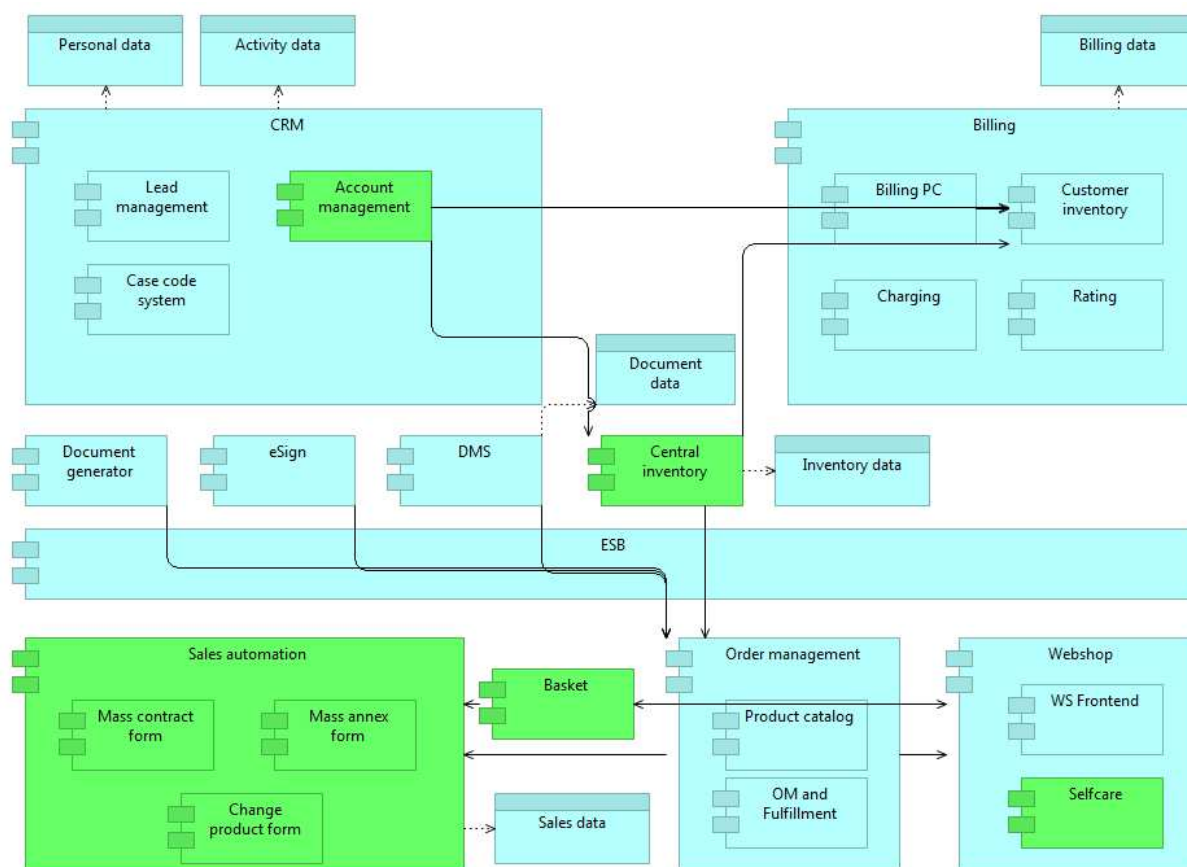 Personal data
Activity data
Billing data
CRM
Billing
Lead
management
Account
management
Billing PC
Customer
inventory
Case code
system
Charging
Rating
Document
data
Document
generator
eSign
DMS
Central
inventory
Inventory data
ESB
Sales automation
Basket
Order management
Webshop
Mass contract
form
Mass annex
form
Product catalog
WS Frontend
Change
product form
Sales data
OM and
Fulfillment
Selfcare